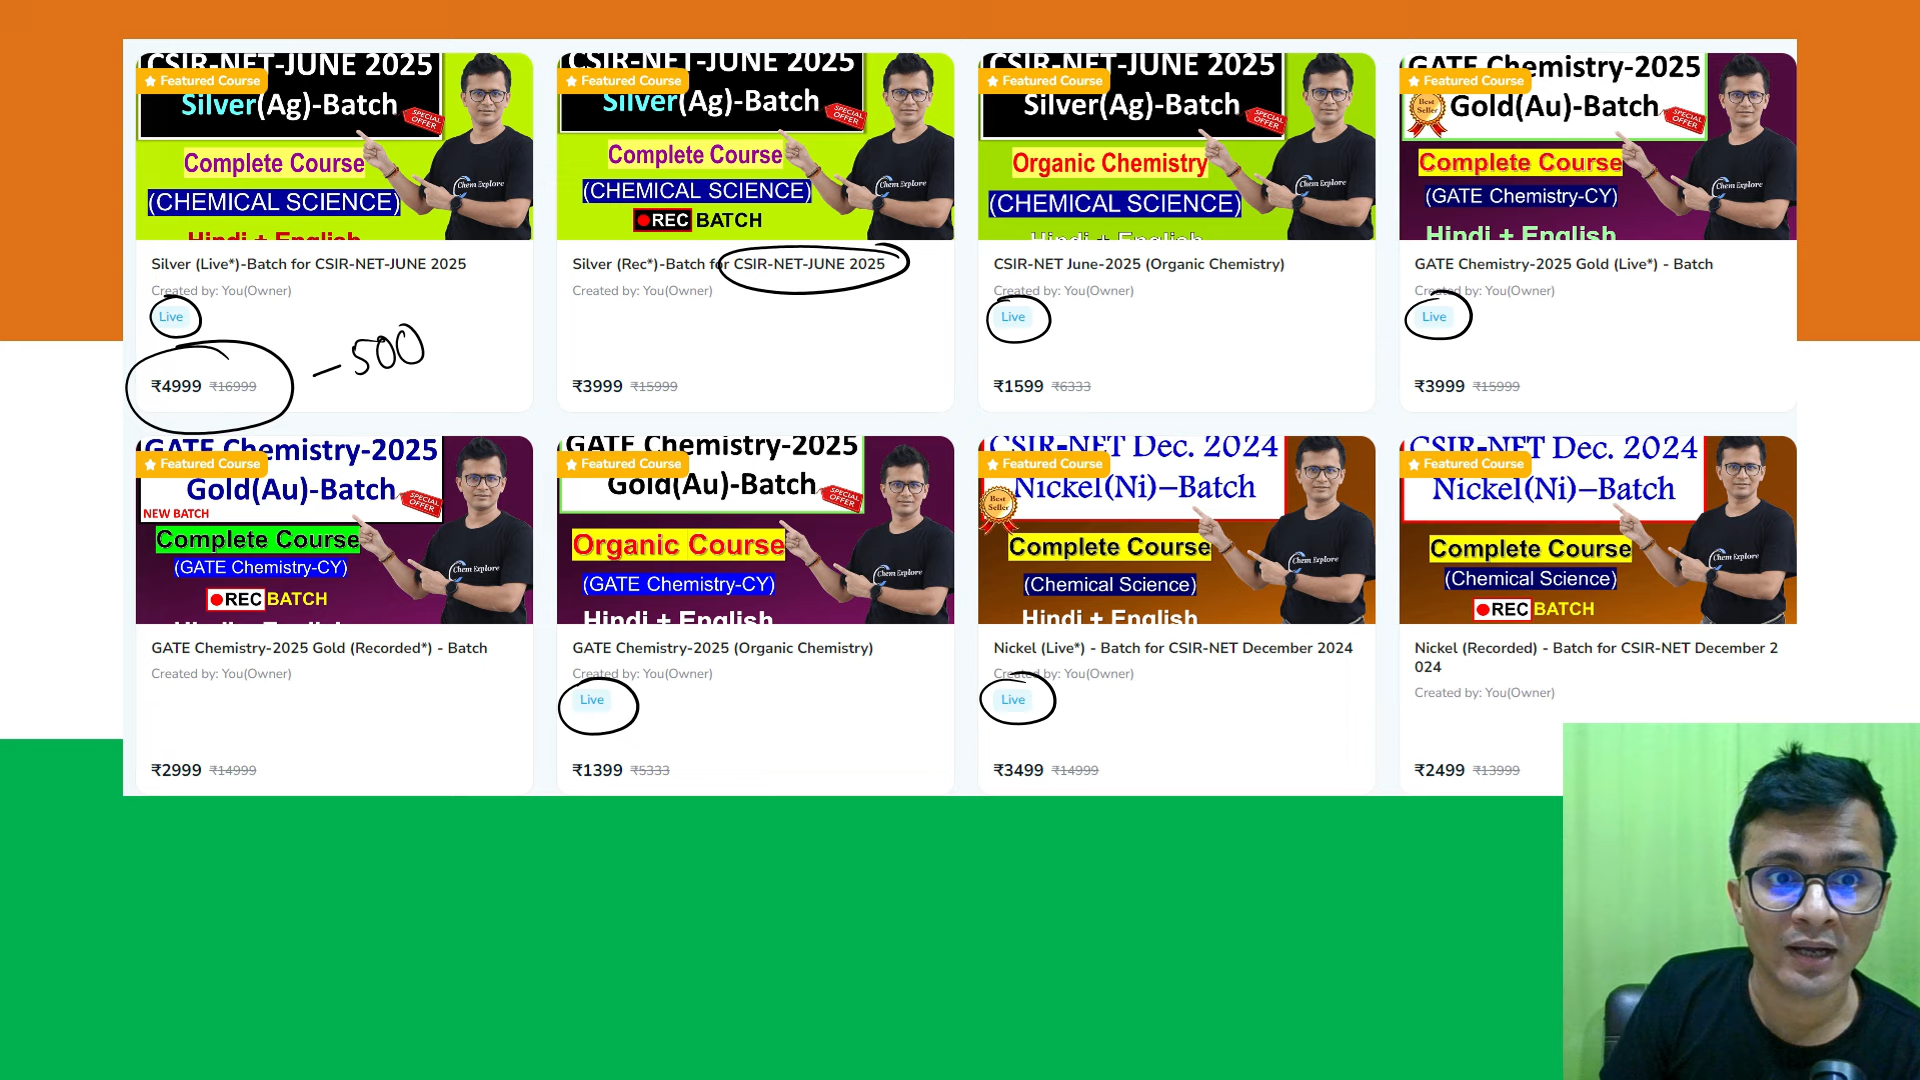 CSIR-NET-JUNE 2025
Featured Course
Silver(Ag)-Batch
SPECIAL OFFER
Complete Course
(CHEMICAL SCIENCE)
Hindi + English
Chem Explore
Silver (Live*)-Batch for CSIR-NET-JUNE 2025
Created by: You(Owner)
Live
₹4999 ₹16999
- 500
CSIR-NET-JUNE 2025
Featured Course
Silver(Ag)-Batch
SPECIAL OFFER
Complete Course
(CHEMICAL SCIENCE)
REC BATCH
Chem Explore
Silver (Rec*)-Batch for CSIR-NET-JUNE 2025
Created by: You(Owner)
₹3999 ₹15999
CSIR-NET-JUNE 2025
Featured Course
Silver(Ag)-Batch
SPECIAL OFFER
Organic Chemistry
(CHEMICAL SCIENCE)
Hindi + English
Chem Explore
CSIR-NET June-2025 (Organic Chemistry)
Created by: You(Owner)
Live
₹1599 ₹6333
GATE Chemistry-2025
Featured Course
Best Seller
Gold(Au)-Batch
SPECIAL OFFER
Complete Course
(GATE Chemistry-CY)
Hindi + English
Chem Explore
GATE Chemistry-2025 Gold (Live*) - Batch
Created by: You(Owner)
Live
₹3999 ₹15999
GATE Chemistry-2025
Featured Course
Gold(Au)-Batch
SPECIAL OFFER
NEW BATCH
Complete Course
(GATE Chemistry-CY)
REC BATCH
Chem Explore
GATE Chemistry-2025 Gold (Recorded*) - Batch
Created by: You(Owner)
₹2999 ₹14999
GATE Chemistry-2025
Featured Course
Gold(Au)-Batch
SPECIAL OFFER
Organic Course
(GATE Chemistry-CY)
Hindi + English
Chem Explore
GATE Chemistry-2025 (Organic Chemistry)
Created by: You(Owner)
Live
₹1399 ₹5333
CSIR-NET Dec. 2024
Featured Course
Best Seller
Nickel(Ni)–Batch
Complete Course
(Chemical Science)
Hindi + English
Chem Explore
Nickel (Live*) - Batch for CSIR-NET December 2024
Created by: You(Owner)
Live
₹3499 ₹14999
CSIR-NET Dec. 2024
Featured Course
Nickel(Ni)–Batch
Complete Course
(Chemical Science)
REC BATCH
Chem Explore
Nickel (Recorded) - Batch for CSIR-NET December 2
024
Created by: You(Owner)
₹2499 ₹13999